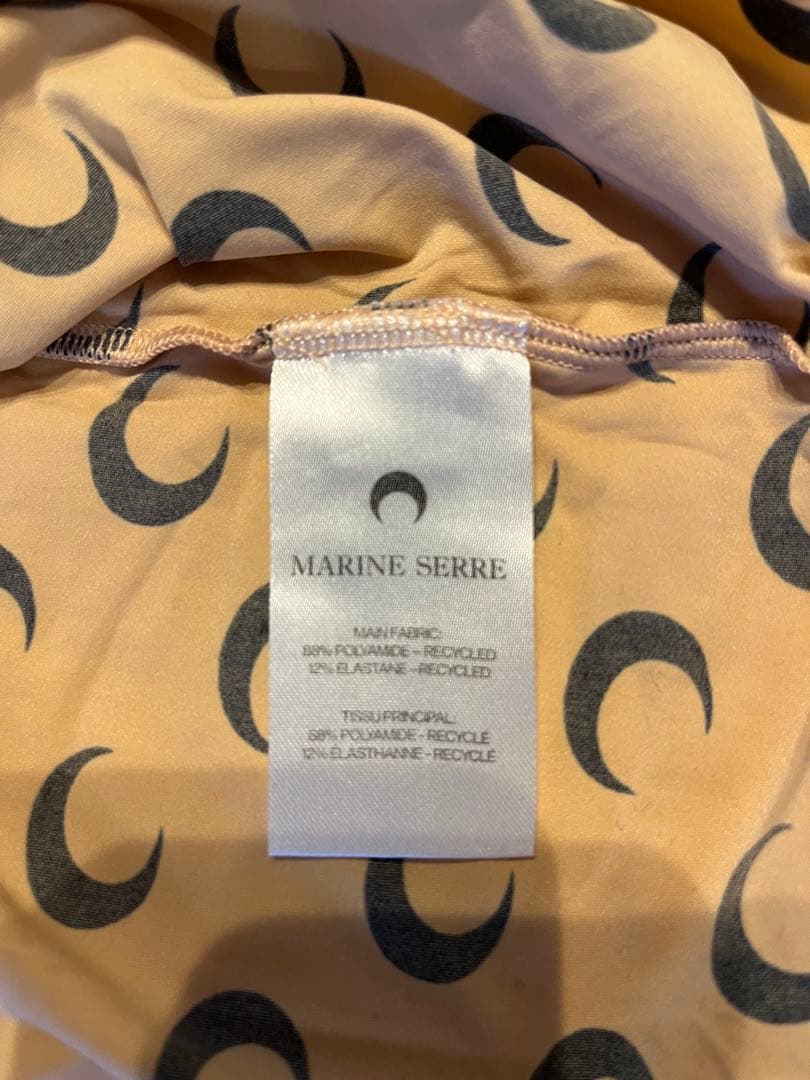 MARINE SERRE
MAIN FABRIC:
88% POLYAMIDE - RECYCLED
12% ELASTANE - RECYCLED
TISSU PRINCIPAL:
88% POLYAMIDE - RECYCLÉ
12% ÉLASTHANNE - RECYCLÉ